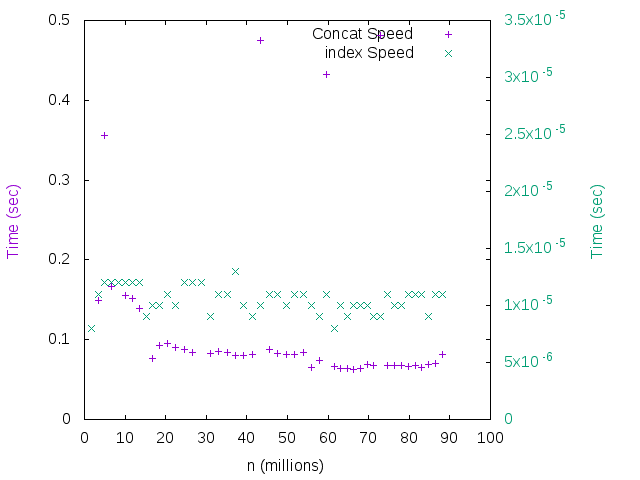 0.5
0.4
0.3
0.2
0.1
0
Time (sec)
Concat Speed
index Speed
3.5x10^-5
3x10^-5
2.5x10^-5
2x10^-5
1.5x10^-5
1x10^-5
5x10^-6
0
Time (sec)
0 10 20 30 40 50 60 70 80 90 100
n (millions)